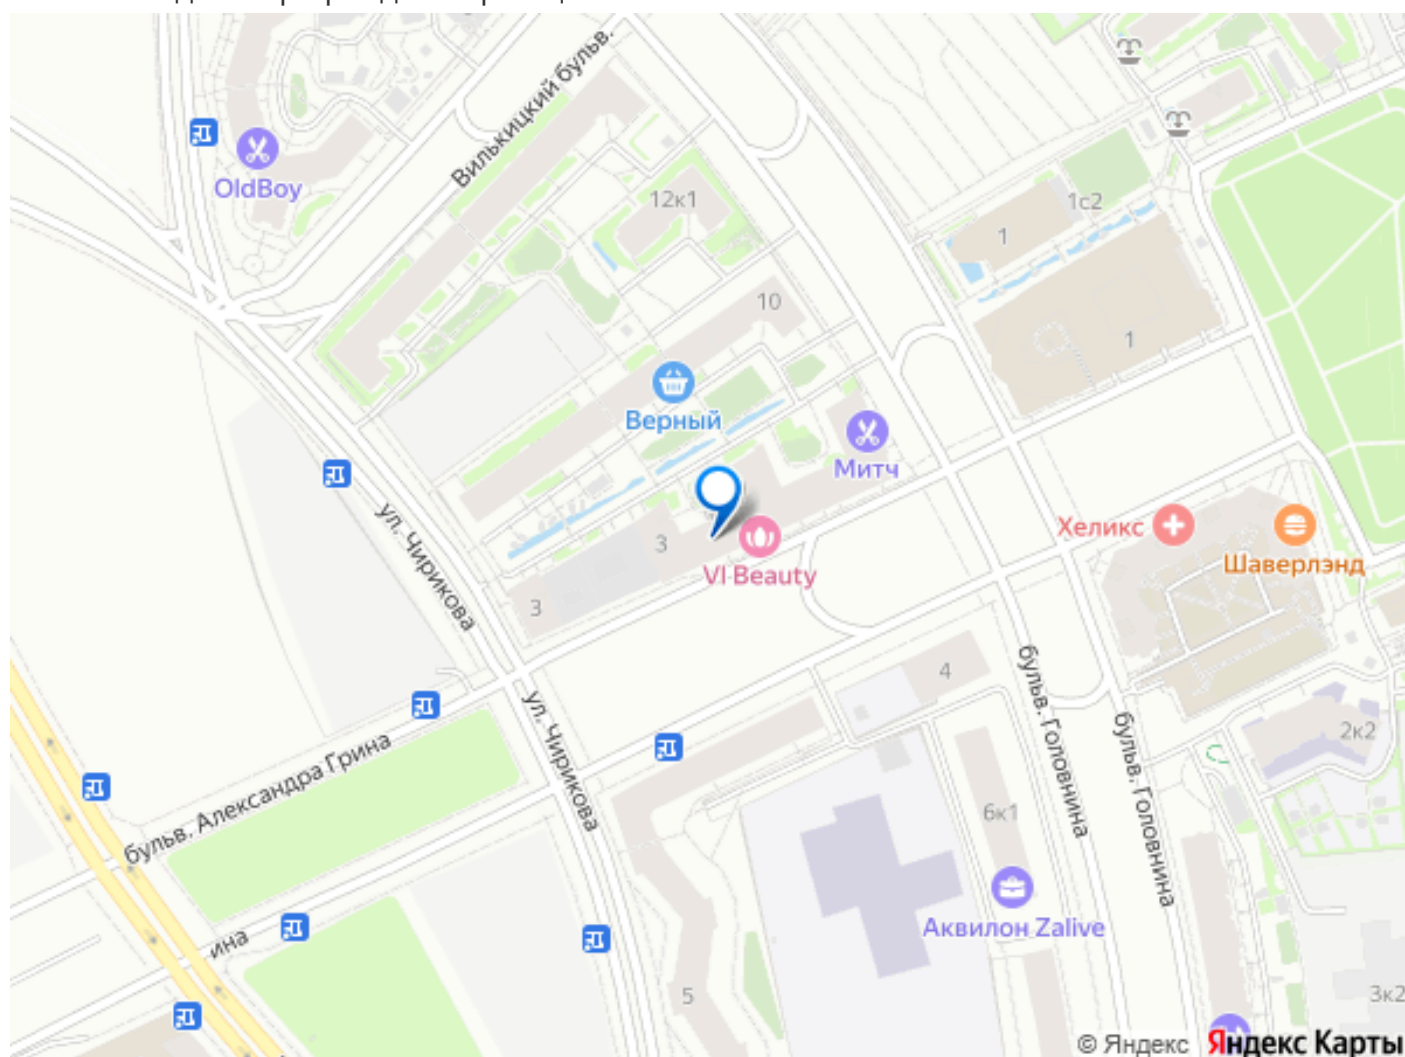 Вилькицкий бульв.
OldBoy
12к1
1с2
1
10
1
Верный
Митч
ул. Чирикова
3
VI Beauty
Хеликс
Шаверлэнд
3
4
бульв. Головнина
ул. Чирикова
бульв. Головнина
2к2
бульв. Александра Грина
6к1
Аквилон Zalive
ина
5
3к2
© Яндекс Яндекс Карты